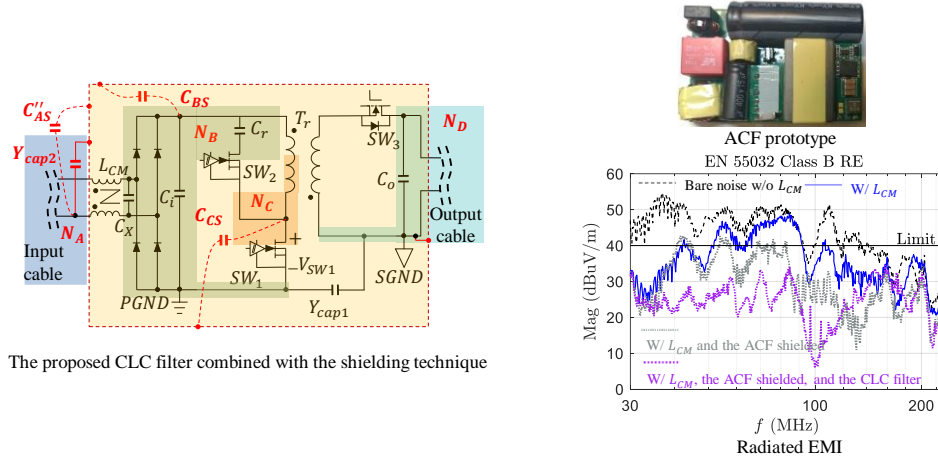 C''AS
CBS
Ycap2
LCM
NA
Input
cable
CX
Ci
NB
Cr
SW2
Tr
NC
CCS
SW1
+
−VSW1
PGND
Ycap1
SW3
Co
SGND
ND
Output
cable
The proposed CLC filter combined with the shielding technique
ACF prototype
EN 55032 Class B RE
Bare noise w/o LCM
W/ LCM
Limit
W/ LCM and the ACF shielded
W/ LCM, the ACF shielded, and the CLC filter
Mag (dBuV/m)
60
50
40
30
20
10
0
30
100
200
f (MHz)
Radiated EMI